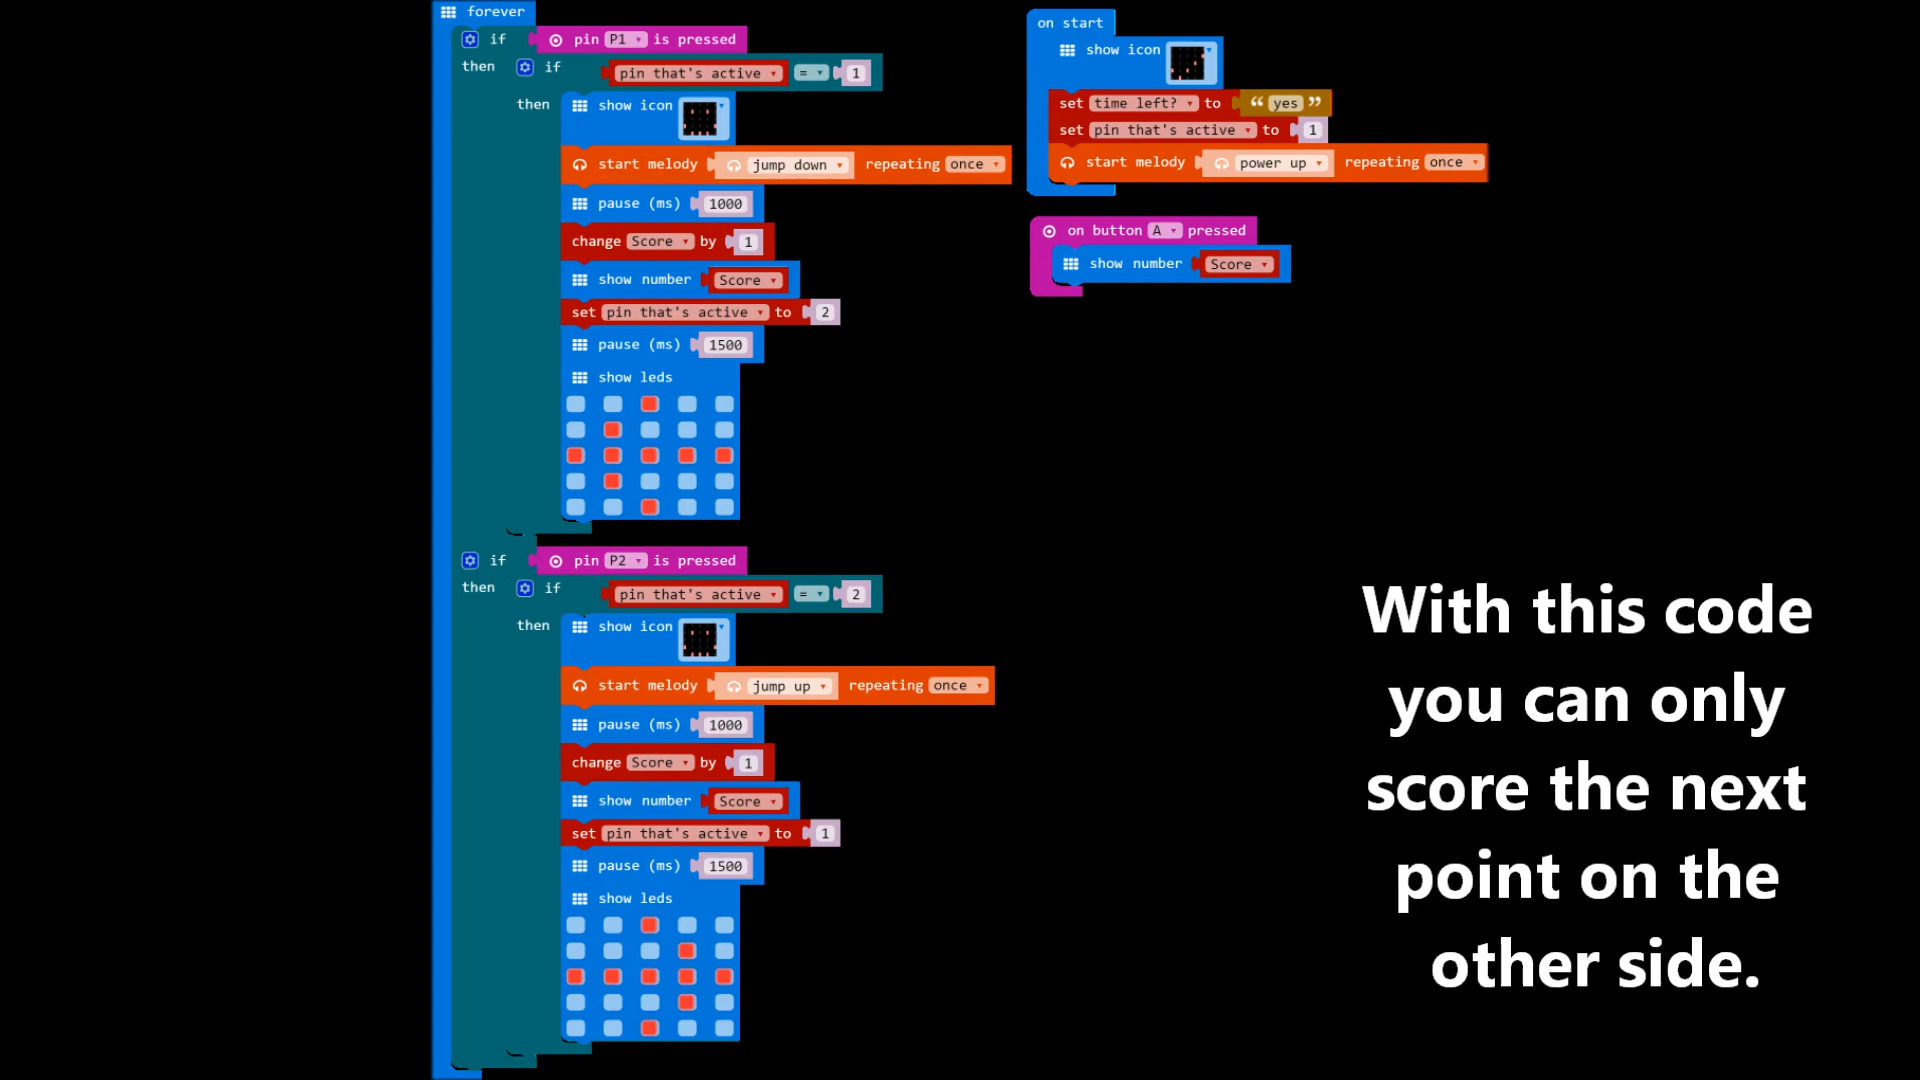 forever
if pin P1 is pressed
then if pin that's active = 1
then show icon
start melody jump down repeating once
pause (ms) 1000
change Score by 1
show number Score
set pin that's active to 2
pause (ms) 1500
show leds
if pin P2 is pressed
then if pin that's active = 2
then show icon
start melody jump up repeating once
pause (ms) 1000
change Score by 1
show number Score
set pin that's active to 1
pause (ms) 1500
show leds
on start
show icon
set time left? to “ yes ”
set pin that's active to 1
start melody power up repeating once
on button A pressed
show number Score
With this code
you can only
score the next
point on the
other side.